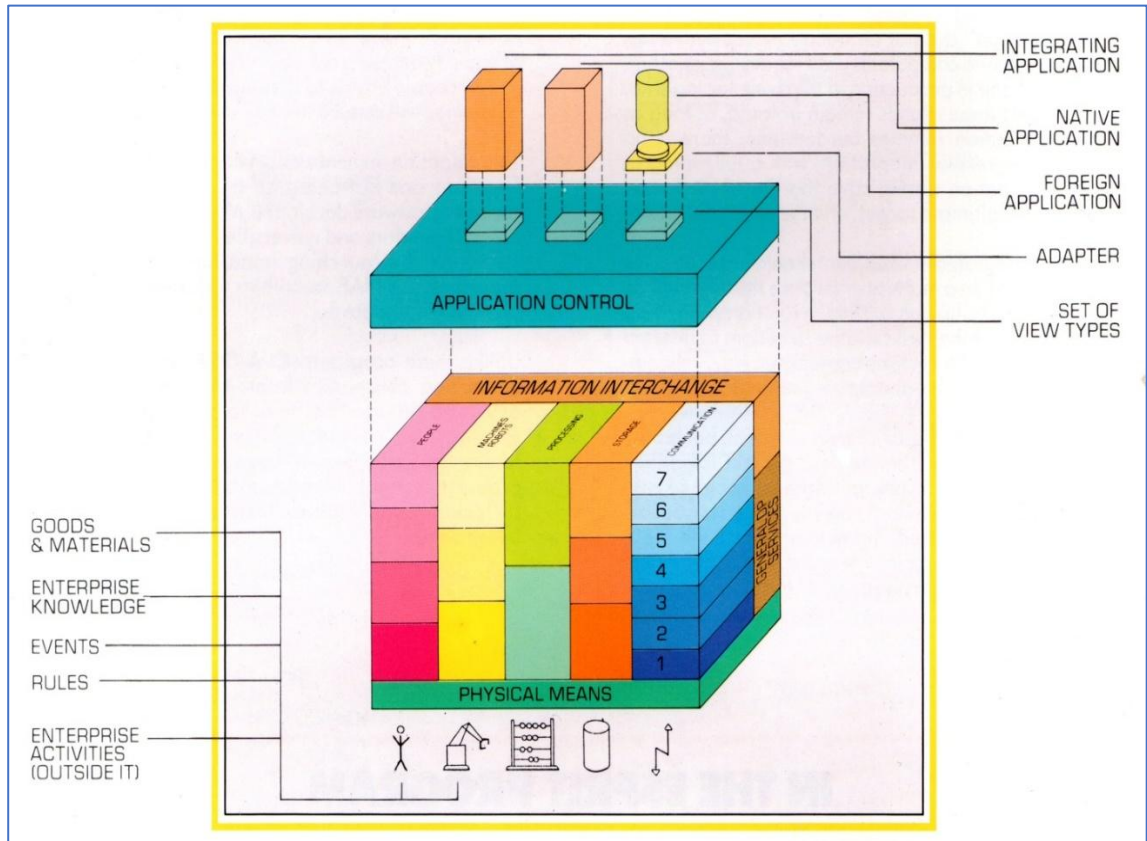 INTEGRATING
APPLICATION
NATIVE
APPLICATION
FOREIGN
APPLICATION
ADAPTER
SET OF
VIEW TYPES
APPLICATION CONTROL
INFORMATION INTERCHANGE
PEOPLE
MACHINES
ROBOTS
PROCESSING
STORAGE
COMMUNICATION
7
6
5
4
3
2
1
GENERAL DP
SERVICES
PHYSICAL MEANS
GOODS
& MATERIALS
ENTERPRISE
KNOWLEDGE
EVENTS
RULES
ENTERPRISE
ACTIVITIES
(OUTSIDE IT)